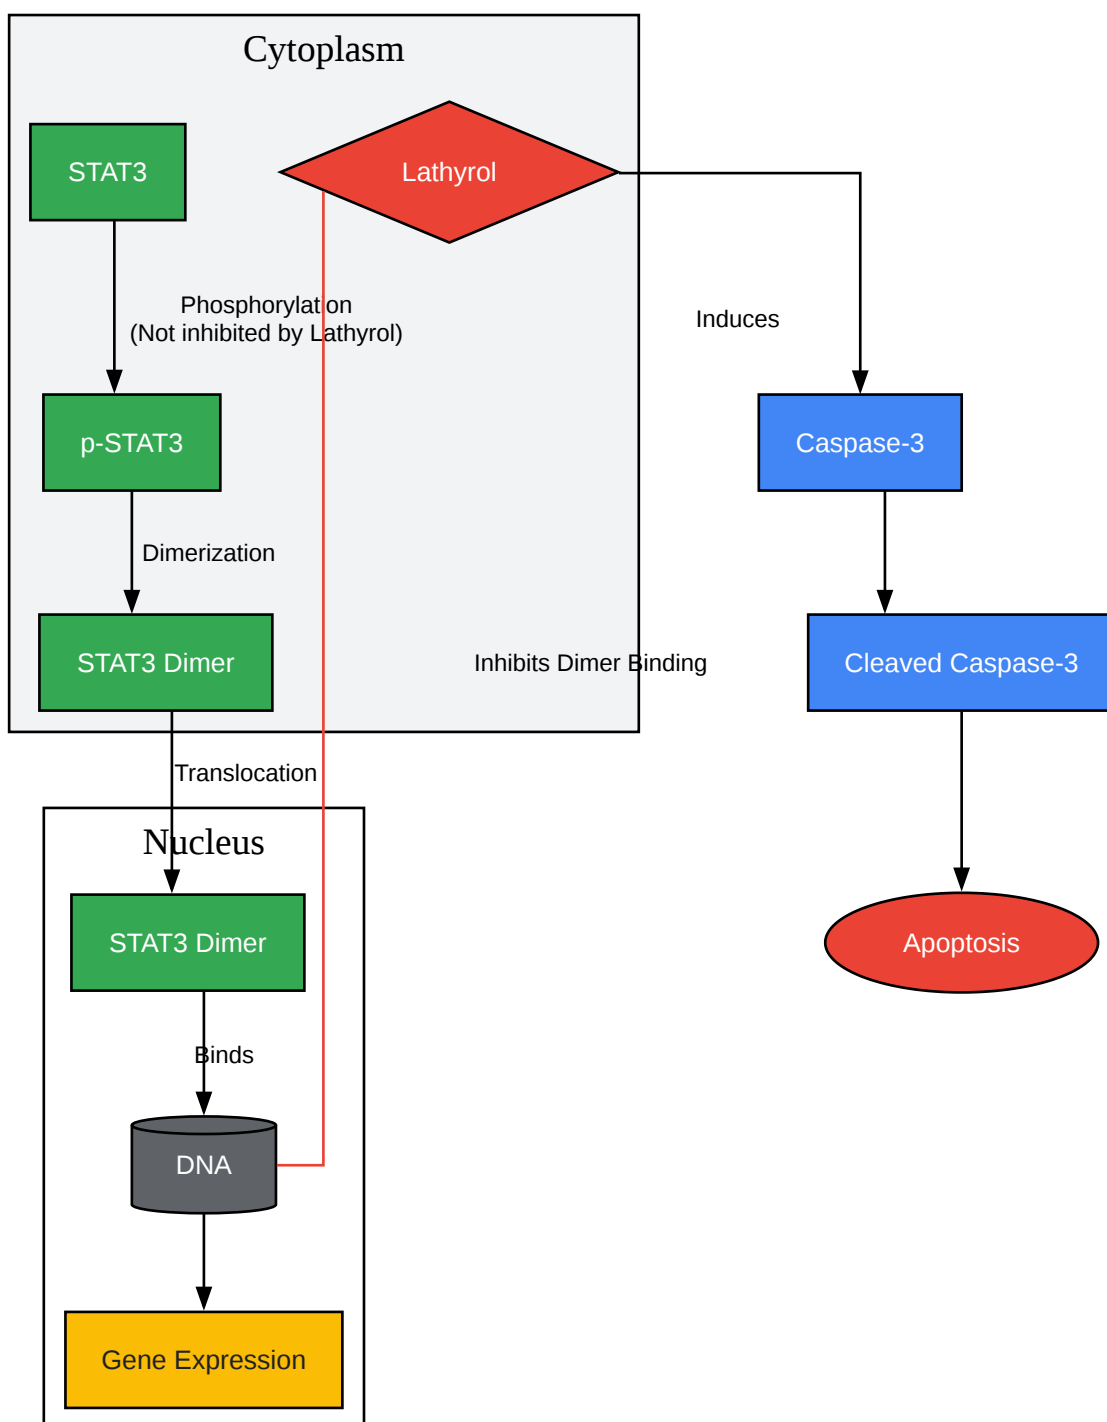 Cytoplasm
STAT3
Lathyrol
Phosphorylation
(Not inhibited by Lathyrol)
Induces
p-STAT3
Caspase-3
Dimerization
STAT3 Dimer
Inhibits Dimer Binding
Cleaved Caspase-3
Translocation
Nucleus
STAT3 Dimer
Apoptosis
Binds
DNA
Gene Expression